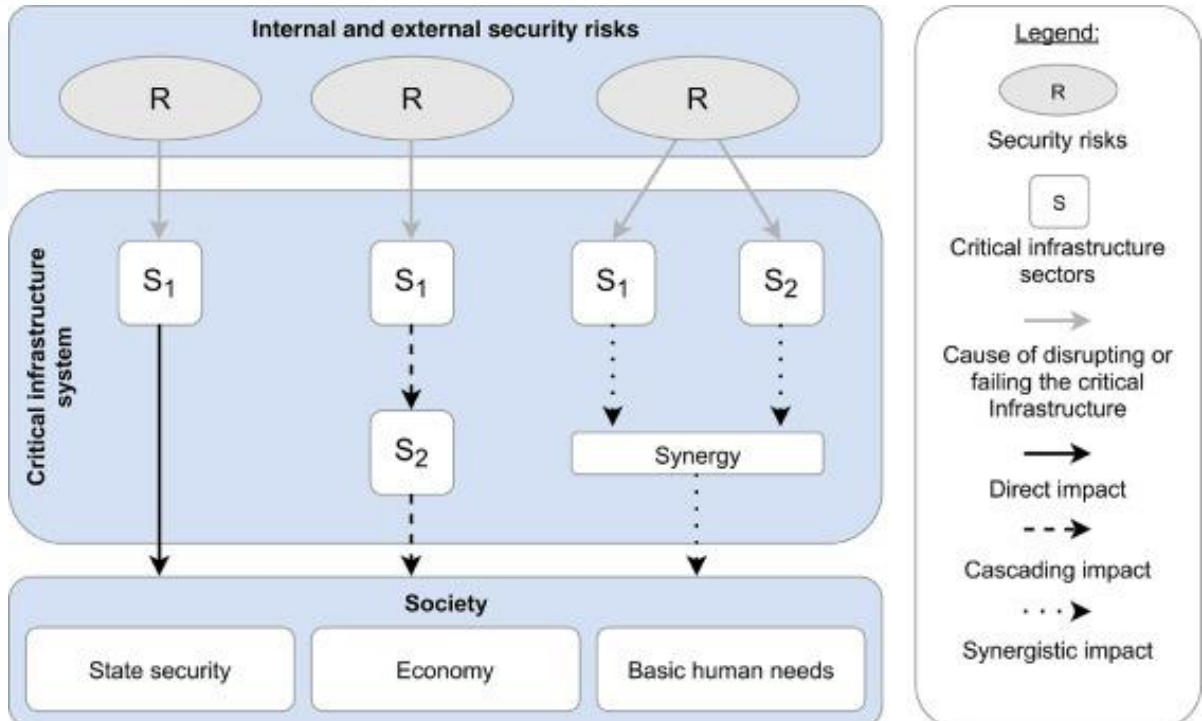 Internal and external security risks
R
R
R
Critical infrastructure
system
S1
S1
S1
S2
S2
Synergy
Society
State security
Economy
Basic human needs
Legend:
R
Security risks
S
Critical infrastructure
sectors
Cause of disrupting or
failing the critical
Infrastructure
Direct impact
Cascading impact
Synergistic impact